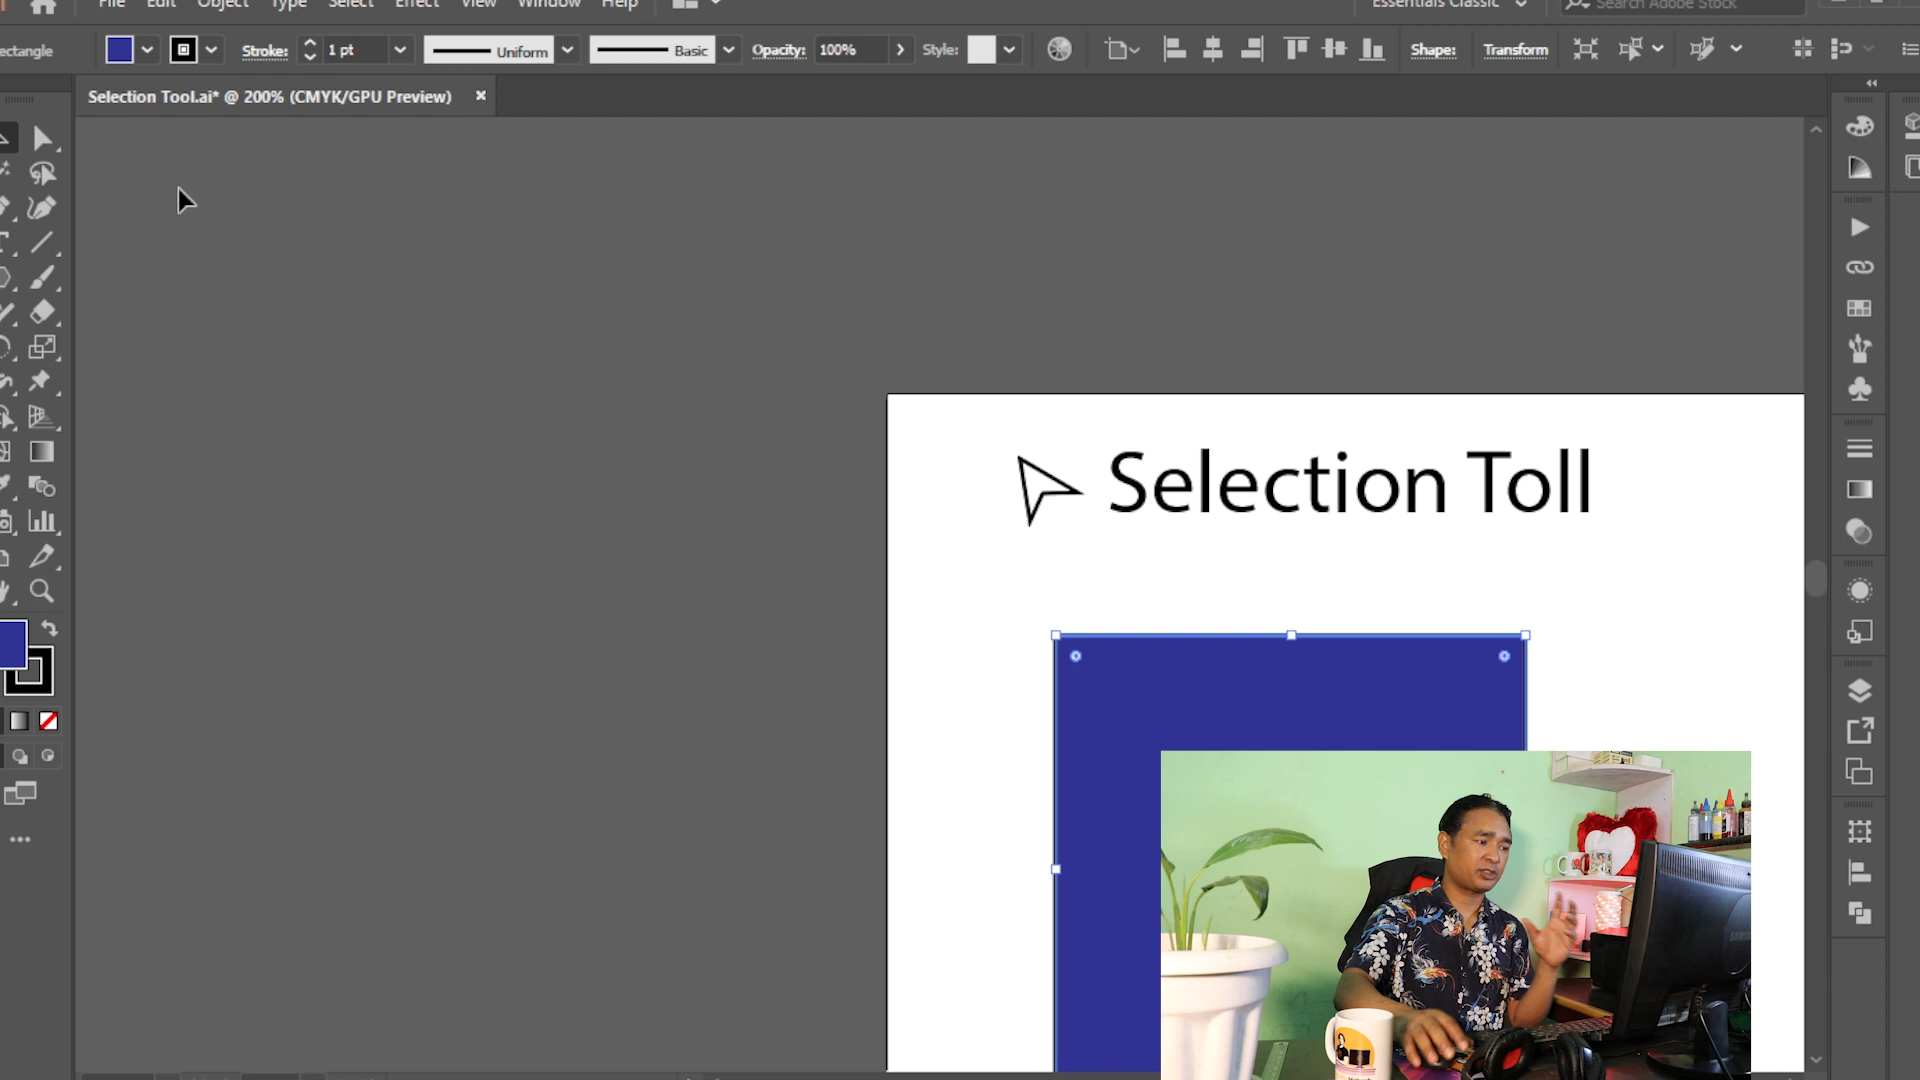 File Edit Object Type Select Effect View Window Help Essentials Classic Search Adobe Stock
ectangle Stroke: 1 pt Uniform Basic Opacity: 100% Style: Shape: Transform
Selection Tool.ai* @ 200% (CMYK/GPU Preview) ×
Selection Toll
SAMSUNG